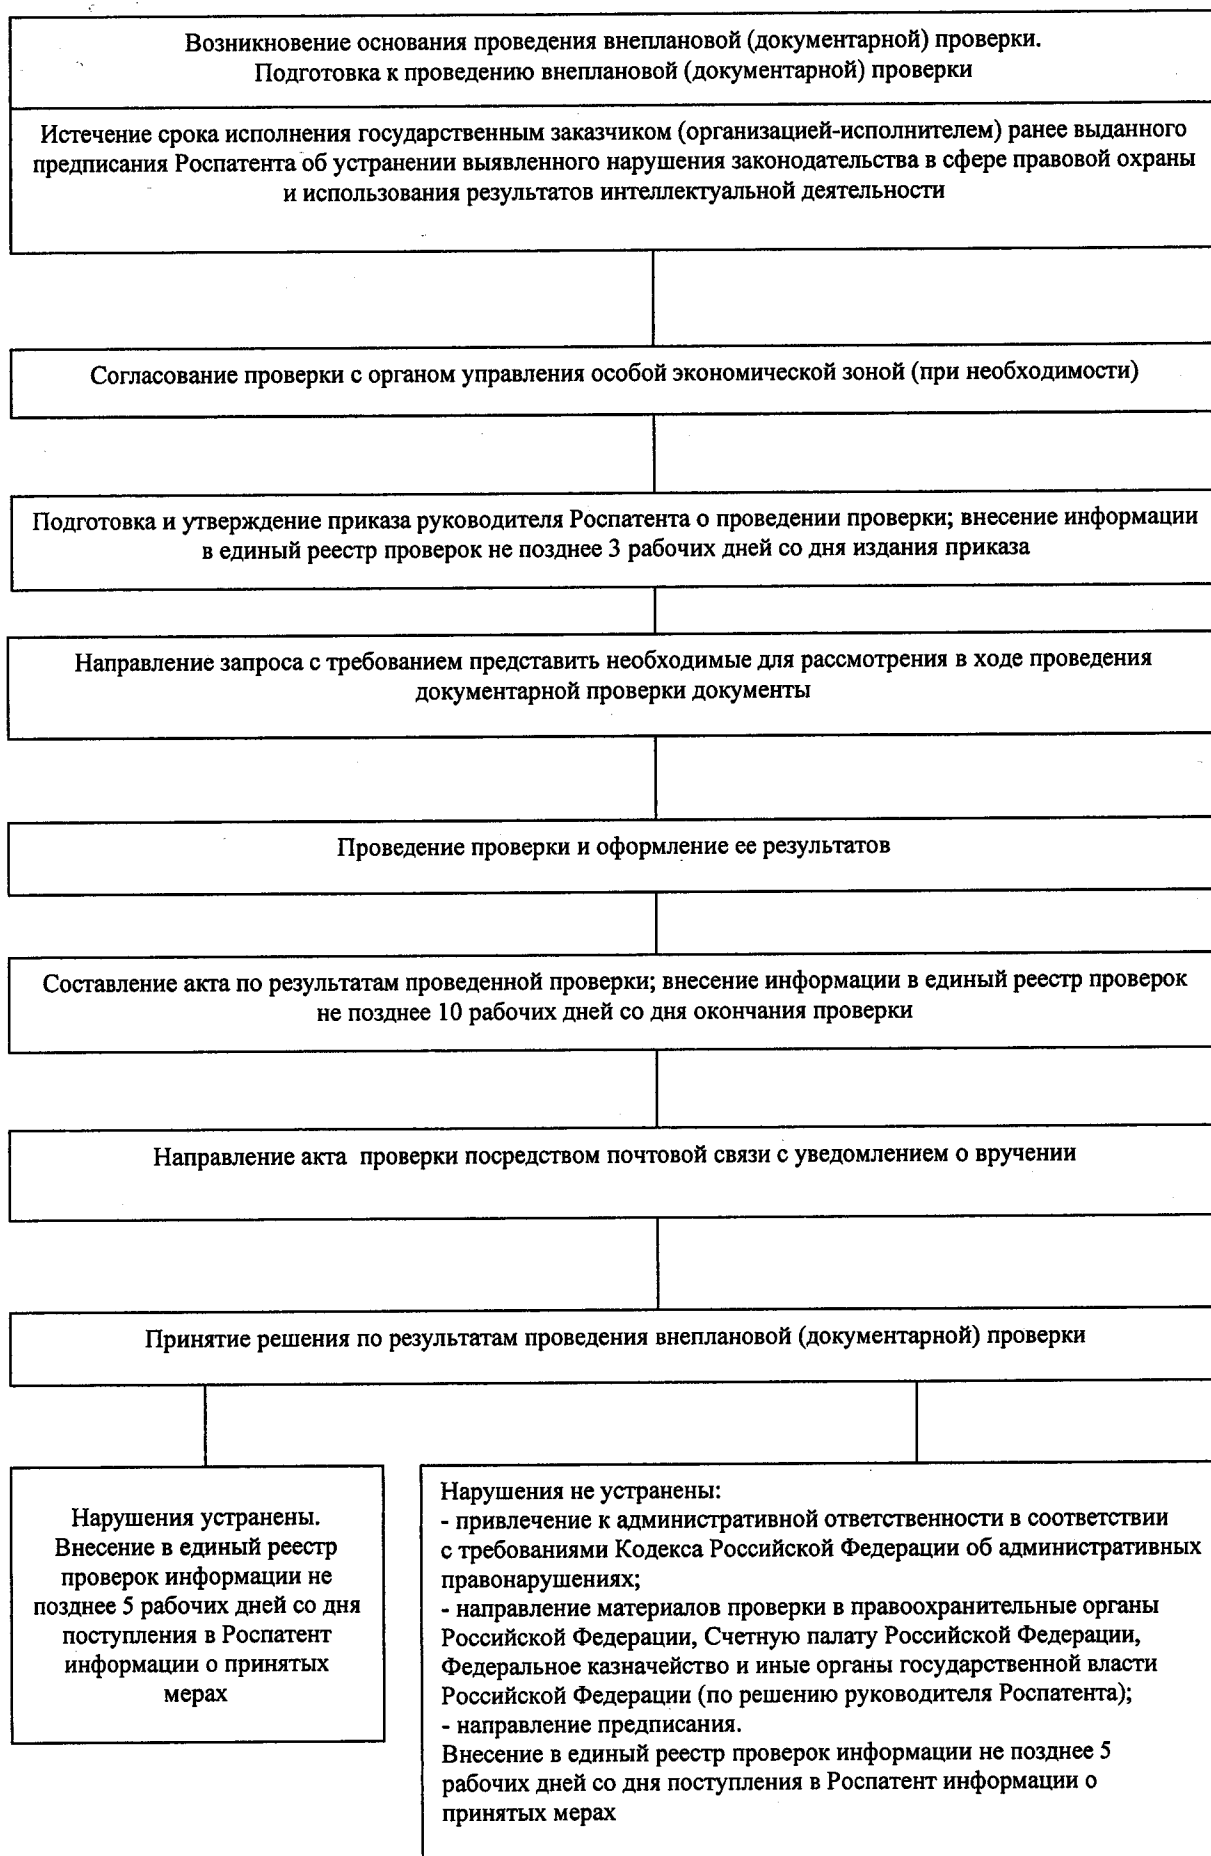 Возникновение основания проведения внеплановой (документарной) проверки.
Подготовка к проведению внеплановой (документарной) проверки
Истечение срока исполнения государственным заказчиком (организацией-исполнителем) ранее выданного
предписания Роспатента об устранении выявленного нарушения законодательства в сфере правовой охраны
и использования результатов интеллектуальной деятельности
Согласование проверки с органом управления особой экономической зоной (при необходимости)
Подготовка и утверждение приказа руководителя Роспатента о проведении проверки; внесение информации
в единый реестр проверок не позднее 3 рабочих дней со дня издания приказа
Направление запроса с требованием представить необходимые для рассмотрения в ходе проведения
документарной проверки документы
Проведение проверки и оформление ее результатов
Составление акта по результатам проведенной проверки; внесение информации в единый реестр проверок
не позднее 10 рабочих дней со дня окончания проверки
Направление акта проверки посредством почтовой связи с уведомлением о вручении
Принятие решения по результатам проведения внеплановой (документарной) проверки
Нарушения устранены.
Внесение в единый реестр
проверок информации не
позднее 5 рабочих дней со дня
поступления в Роспатент
информации о принятых
мерах
Нарушения не устранены:
- привлечение к административной ответственности в соответствии
с требованиями Кодекса Российской Федерации об административных
правонарушениях;
- направление материалов проверки в правоохранительные органы
Российской Федерации, Счетную палату Российской Федерации,
Федеральное казначейство и иные органы государственной власти
Российской Федерации (по решению руководителя Роспатента);
- направление предписания.
Внесение в единый реестр проверок информации не позднее 5
рабочих дней со дня поступления в Роспатент информации о
принятых мерах